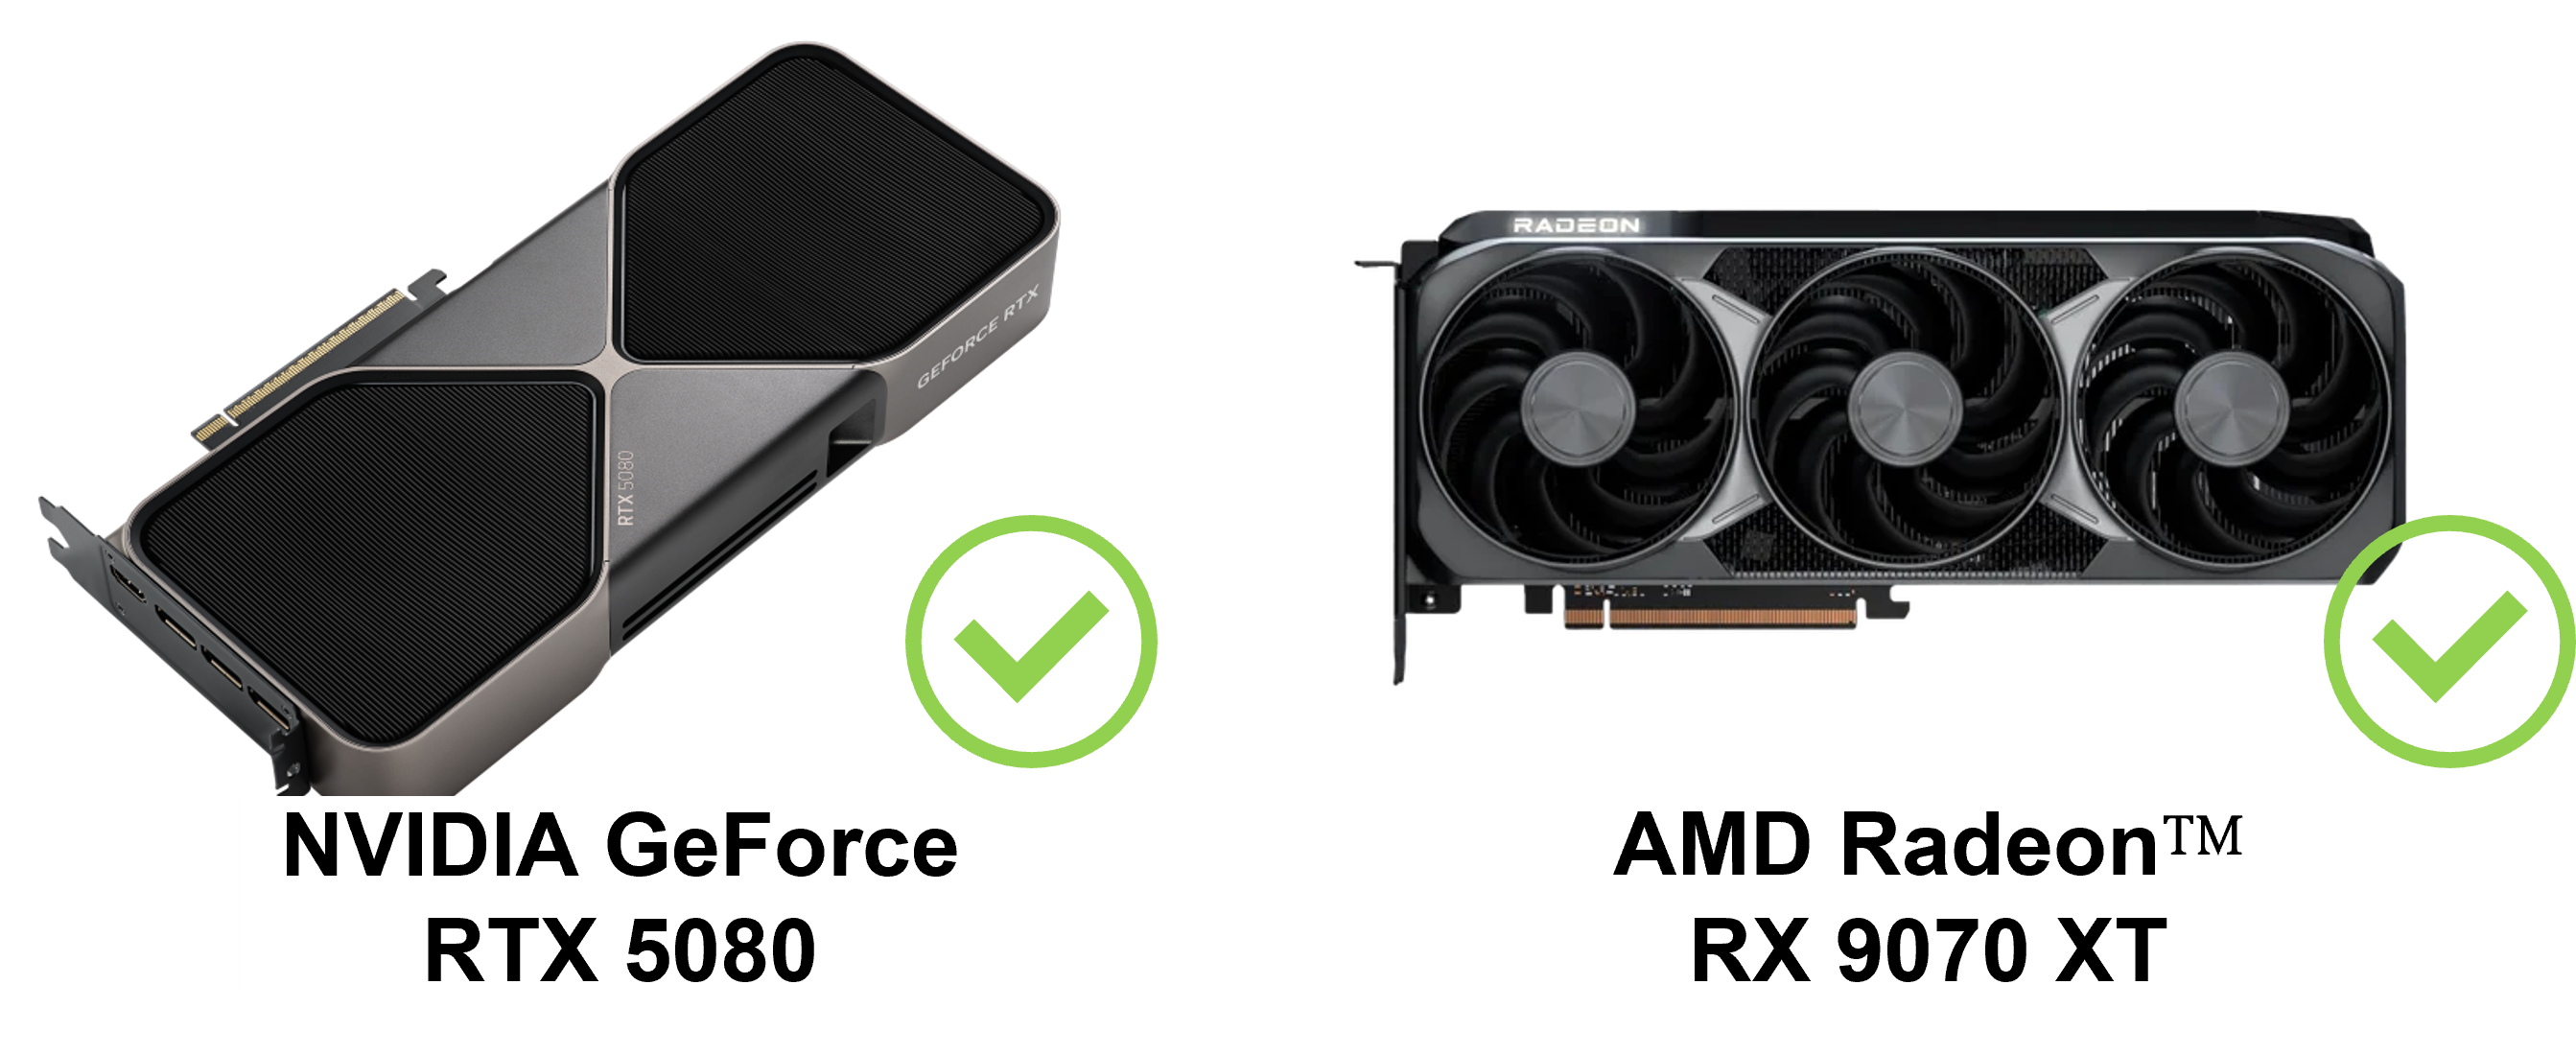 RADEON
GEFORCE RTX
RTX 5080
NVIDIA GeForce
RTX 5080
AMD Radeon™
RX 9070 XT